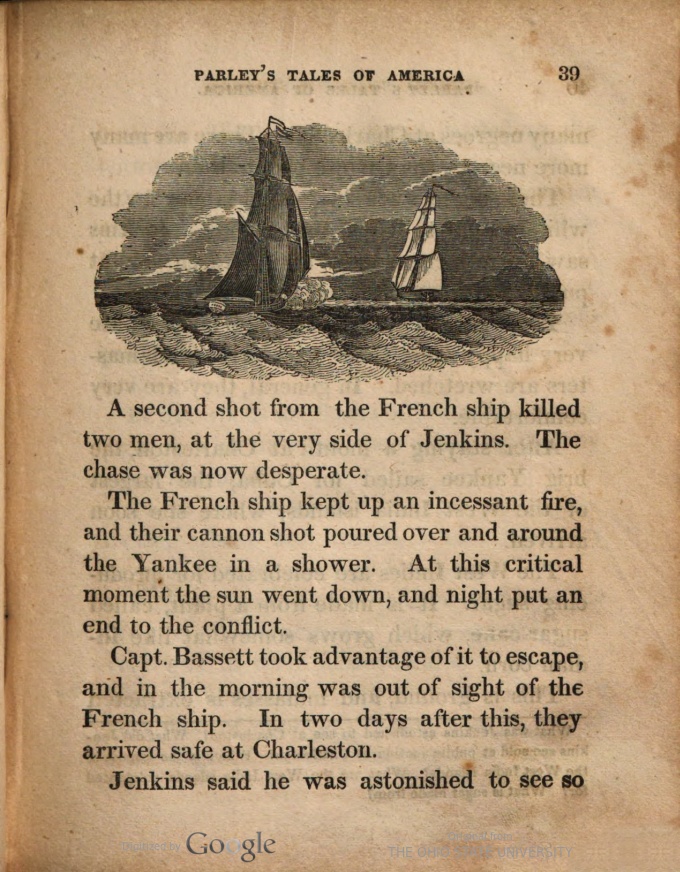 PARLEY'S TALES OF AMERICA 39
A second shot from the French ship killed
two men, at the very side of Jenkins. The
chase was now desperate.
The French ship kept up an incessant fire,
and their cannon shot poured over and around
the Yankee in a shower. At this critical
moment the sun went down, and night put an
end to the conflict.
Capt. Bassett took advantage of it to escape,
and in the morning was out of sight of the
French ship. In two days after this, they
arrived safe at Charleston.
Jenkins said he was astonished to see so
Digitized by Google
Original from
THE OHIO STATE UNIVERSITY